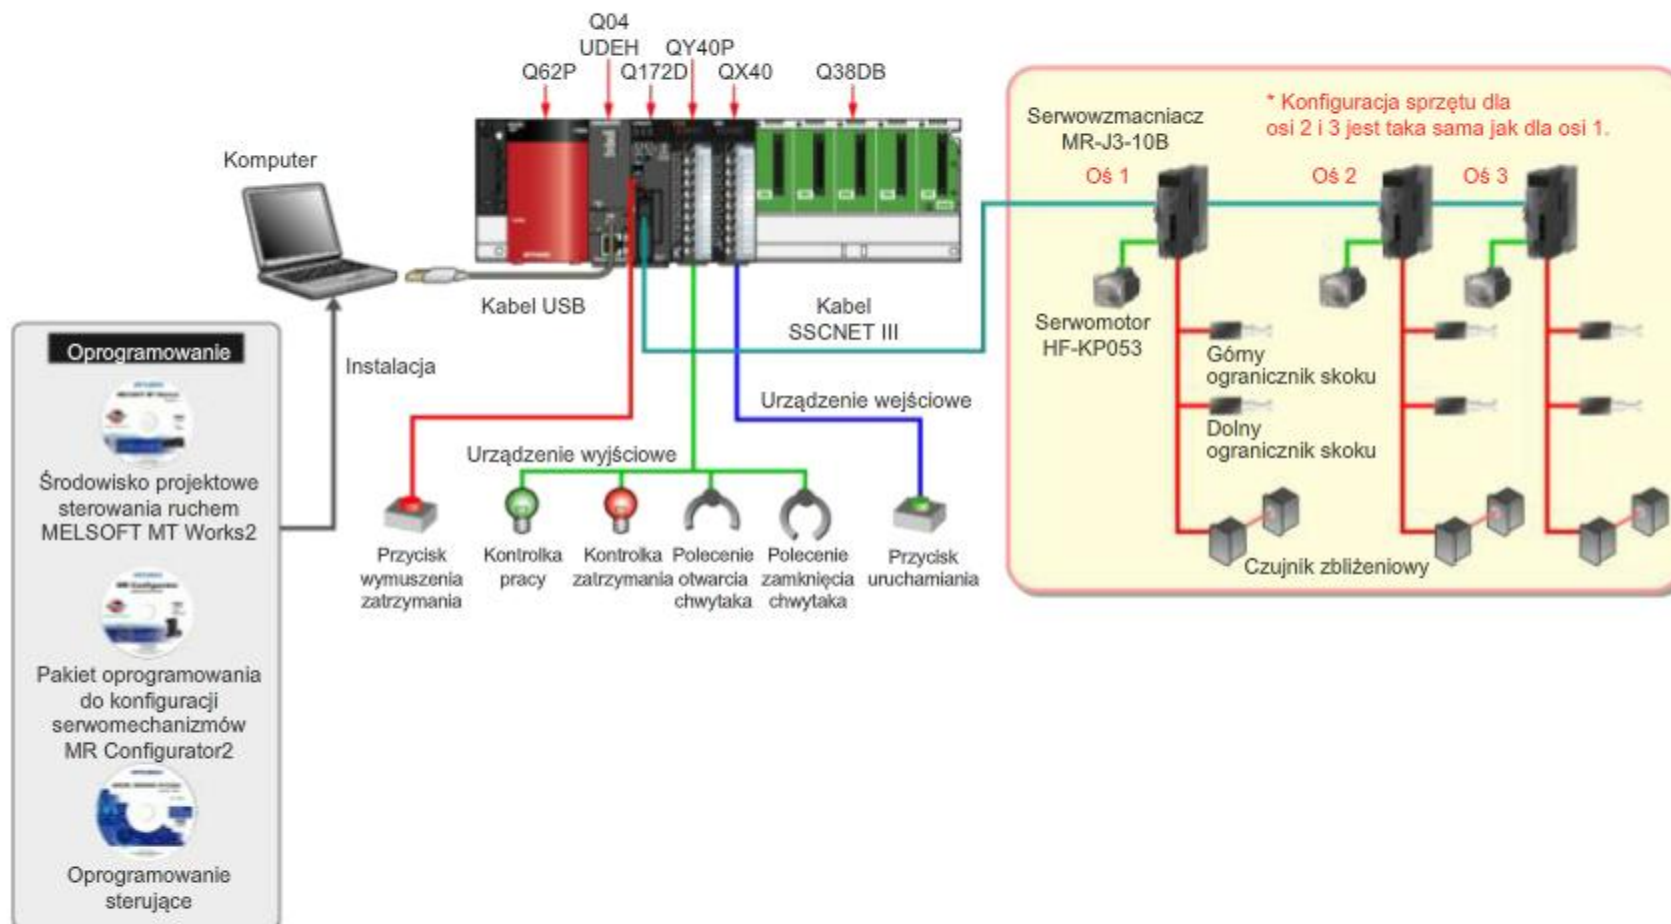 Q04
UDEH
QY40P
Q62P
Q172D
QX40
Q38DB
Komputer
Kabel USB
Kabel
SSCNET III
Instalacja
Oprogramowanie
Środowisko projektowe
sterowania ruchem
MELSOFT MT Works2
Pakiet oprogramowania
do konfiguracji
serwomechanizmów
MR Configurator2
Oprogramowanie
sterujące
Urządzenie wyjściowe
Urządzenie wejściowe
Przycisk
wymuszenia
zatrzymania
Kontrolka
pracy
Kontrolka
zatrzymania
Polecenie
otwarcia
chwytaka
Polecenie
zamknięcia
chwytaka
Przycisk
uruchamiania
Serwowzmacniacz
MR-J3-10B
* Konfiguracja sprzętu dla
osi 2 i 3 jest taka sama jak dla osi 1.
Oś 1
Oś 2
Oś 3
Serwomotor
HF-KP053
Górny
ogranicznik skoku
Dolny
ogranicznik skoku
Czujnik zbliżeniowy